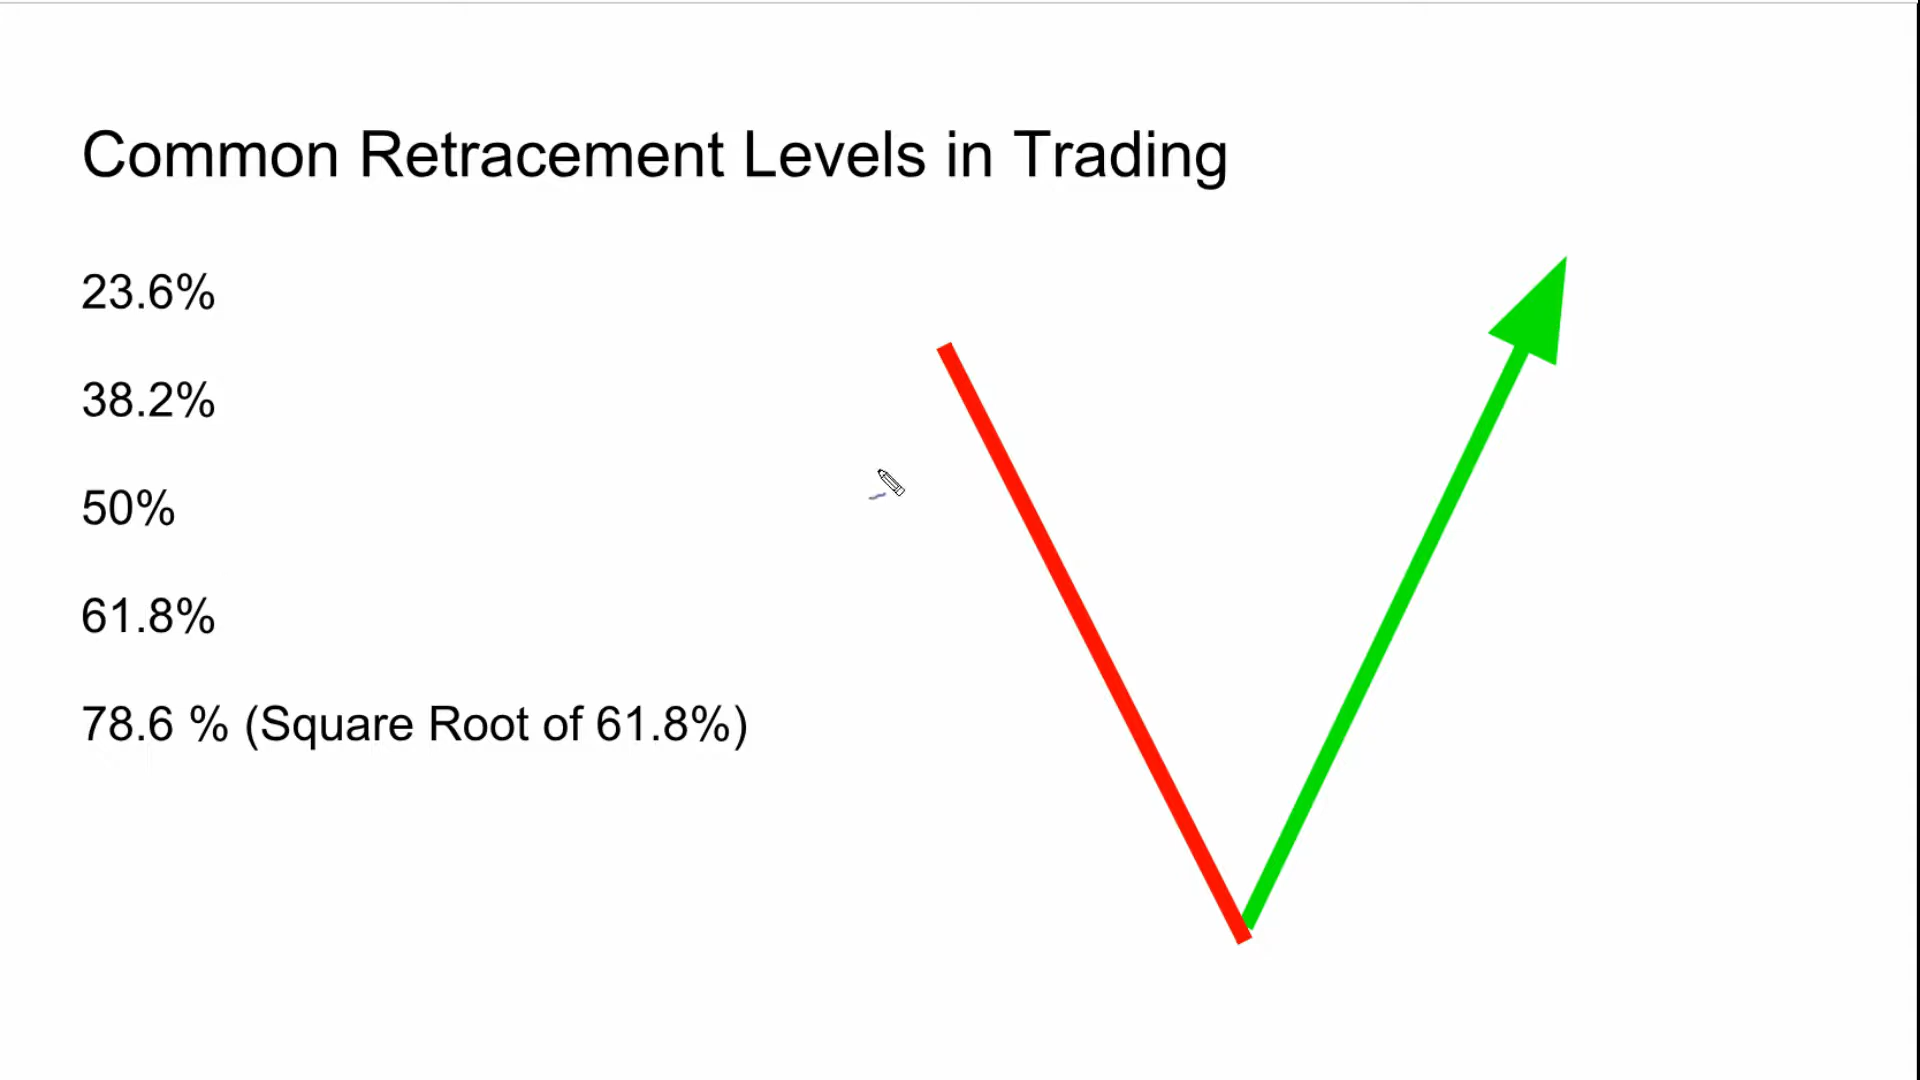 Common Retracement Levels in Trading
23.6%
38.2%
50%
61.8%
78.6 % (Square Root of 61.8%)